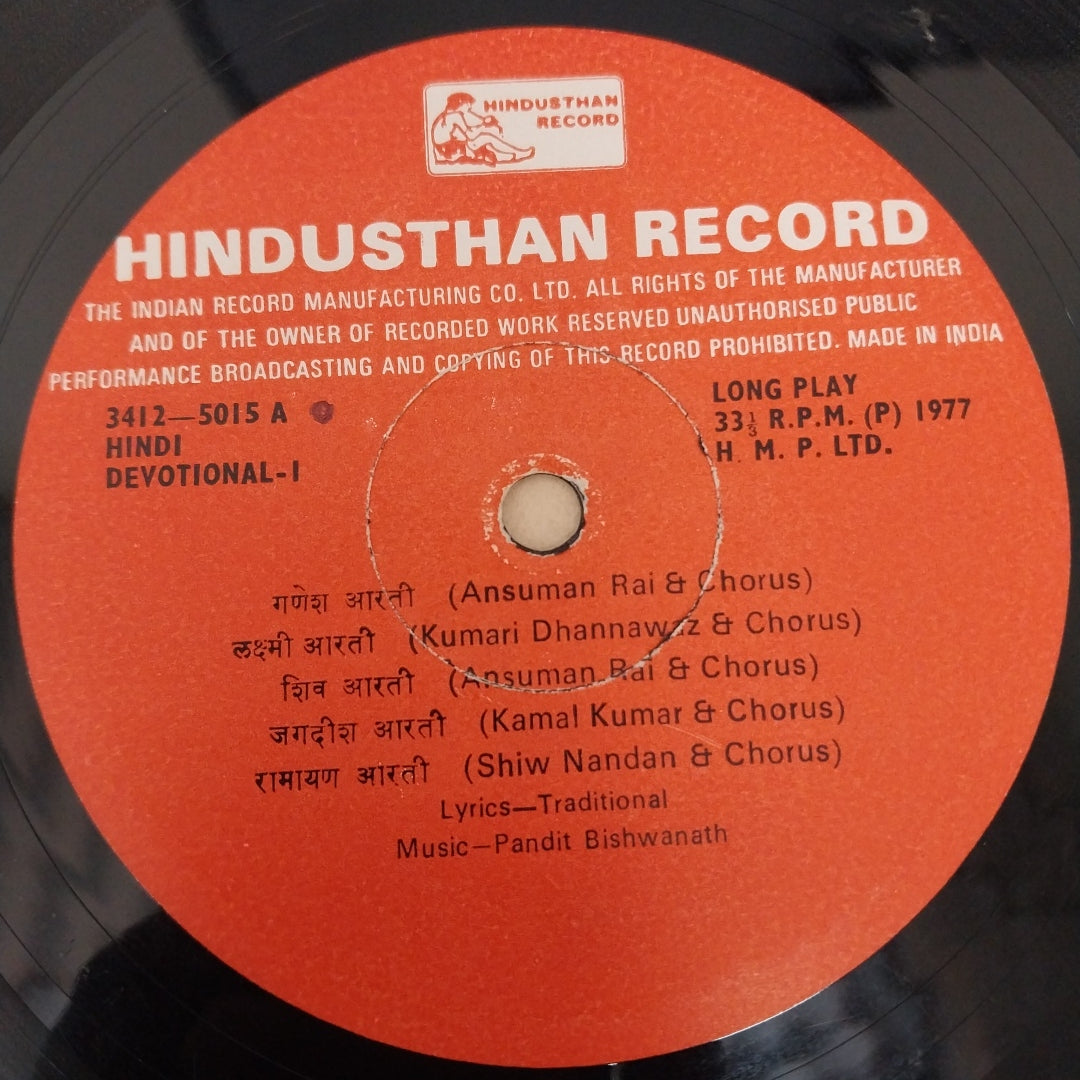 HINDUSTHAN
RECORD
HINDUSTHAN RECORD
THE INDIAN RECORD MANUFACTURING CO. LTD. ALL RIGHTS OF THE MANUFACTURER
AND OF THE OWNER OF RECORDED WORK RESERVED UNAUTHORISED PUBLIC
PERFORMANCE BROADCASTING AND COPYING OF THIS RECORD PROHIBITED. MADE IN INDIA
3412—5015 A
HINDI
DEVOTIONAL-I
LONG PLAY
33⅓ R.P.M. (P) 1977
H. M. P. LTD.
गणेश आरती (Ansuman Rai & Chorus)
लक्ष्मी आरती (Kumari Dhannawaz & Chorus)
शिव आरती (Ansuman Rai & Chorus)
जगदीश आरती (Kamal Kumar & Chorus)
रामायण आरती (Shiw Nandan & Chorus)
Lyrics—Traditional
Music—Pandit Bishwanath